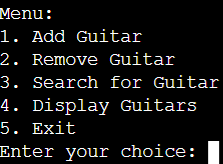 Menu:
1. Add Guitar
2. Remove Guitar
3. Search for Guitar
4. Display Guitars
5. Exit
Enter your choice: